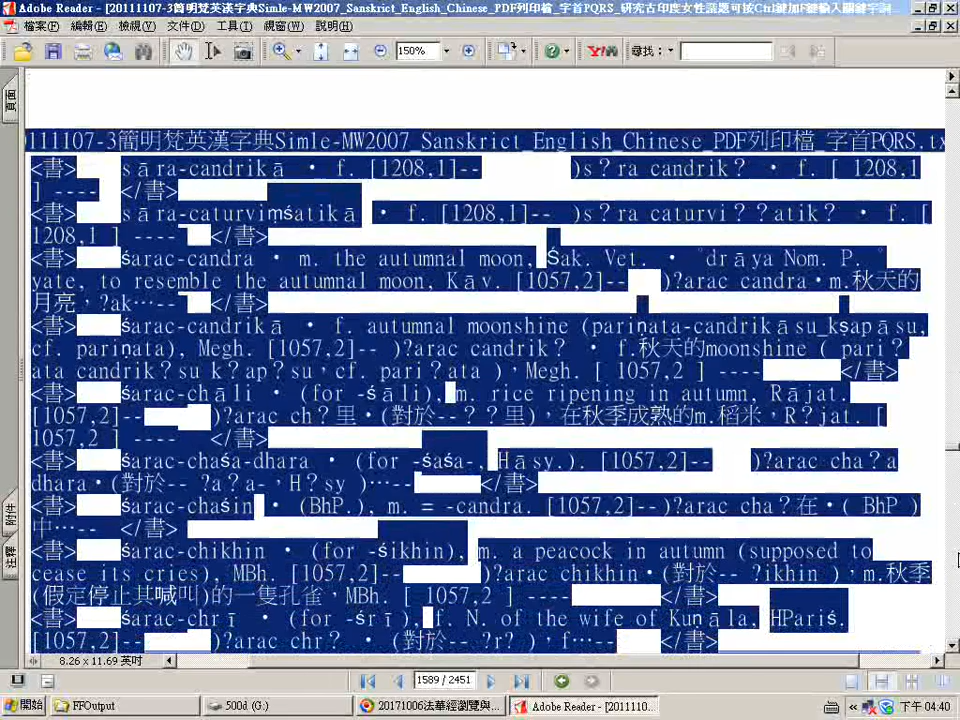 Adobe Reader - [20111107-3簡明梵英漢字典Simle-MW2007_Sanskrict_English_Chinese_PDF列印檔_字首PQRS_研究古印度女性議題可按Ctrl鍵加F鍵輸入關鍵字詞
檔案(F) 編輯(E) 檢視(V) 文件(D) 工具(T) 視窗(W) 說明(H)
150% Y! 尋找：
頁面
111107-3簡明梵英漢字典Simle-MW2007_Sanskrict_English_Chinese_PDF列印檔_字首PQRS.tx
<書> sāra-candrikā ・ f. [1208,1]-- )s？ra candrik？ ・ f. [ 1208,1
] ---- </書>
<書> sāra-caturviṃśatikā ・ f. [1208,1]-- )s？ra caturvi？？atik？ ・ f. [
1208,1 ] ---- </書>
<書> śarac-candra ・ m. the autumnal moon, Śak. Vet. ・ °drāya Nom. P. °
yate, to resemble the autumnal moon, Kāv. [1057,2]-- )?arac candra・m.秋天的
月亮，?ak…-- </書>
<書> śarac-candrikā ・ f. autumnal moonshine (pariṇata-candrikāsu_kṣapāsu,
cf. pariṇata), Megh. [1057,2]-- )?arac candrik？ ・ f.秋天的moonshine ( pari？
ata candrik？su k？ap？su，cf. pari？ata )，Megh. [ 1057,2 ] ---- </書>
<書> śarac-chāli ・ (for -śāli), m. rice ripening in autumn, Rājat.
[1057,2]-- )?arac ch？里・(對於--？？里)，在秋季成熟的m.稻米，R？jat. [
1057,2 ] ---- </書>
<書> śarac-chaśa-dhara ・ (for -śaśa-, Hāsy.). [1057,2]-- )?arac cha？a
dhara・(對於-- ?a？a-，H？sy )…-- </書>
<書> śarac-chaśin ・ (BhP.), m. = -candra. [1057,2]--)?arac cha？在・( BhP )
中…-- </書>
<書> śarac-chikhin ・ (for -śikhin), m. a peacock in autumn (supposed to
cease its cries), MBh. [1057,2]-- )?arac chikhin・(對於-- ?ikhin )，m.秋季
(假定停止其喊叫)的一隻孔雀，MBh. [ 1057,2 ] ---- </書>
<書> śarac-chrī ・ (for -śrī), f. N. of the wife of Kuṇāla, HPariś.
[1057,2]-- )?arac chr？ ・ (對於-- ?r? )，f…-- </書>
附件
注釋
8.26 x 11.69 英吋
1589 / 2451
開始 FFOutput 500d (G:) 20171006法華經瀏覽與... Adobe Reader - [2011110... 下午 04:40